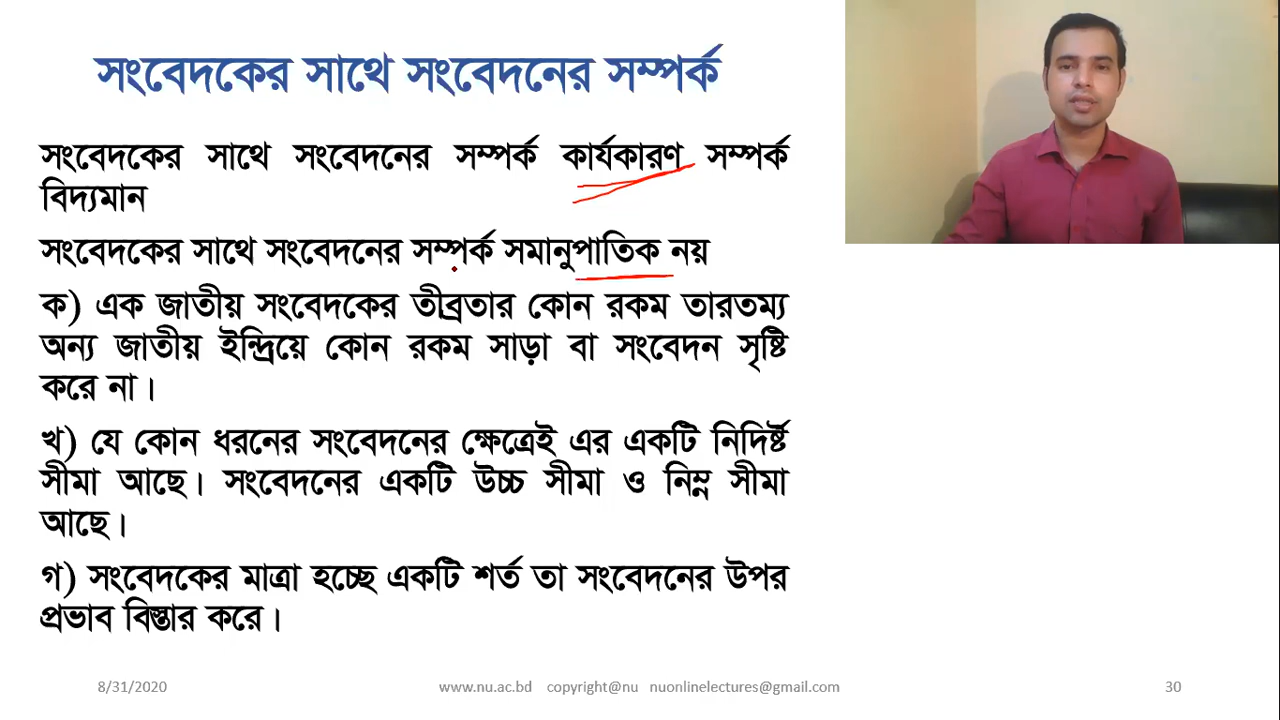 সংবেদকের সাথে সংবেদনের সম্পর্ক
সংবেদকের সাথে সংবেদনের সম্পর্ক কার্যকারণ সম্পর্ক
বিদ্যমান
সংবেদকের সাথে সংবেদনের সম্পর্ক সমানুপাতিক নয়
ক) এক জাতীয় সংবেদকের তীব্রতার কোন রকম তারতম্য
অন্য জাতীয় ইন্দ্রিয়ে কোন রকম সাড়া বা সংবেদন সৃষ্টি
করে না।
খ) যে কোন ধরনের সংবেদনের ক্ষেত্রেই এর একটি নিদির্ষ্ট
সীমা আছে। সংবেদনের একটি উচ্চ সীমা ও নিম্ন সীমা
আছে।
গ) সংবেদকের মাত্রা হচ্ছে একটি শর্ত তা সংবেদনের উপর
প্রভাব বিস্তার করে।
8/31/2020 www.nu.ac.bd copyright@nu nuonlinelectures@gmail.com 30